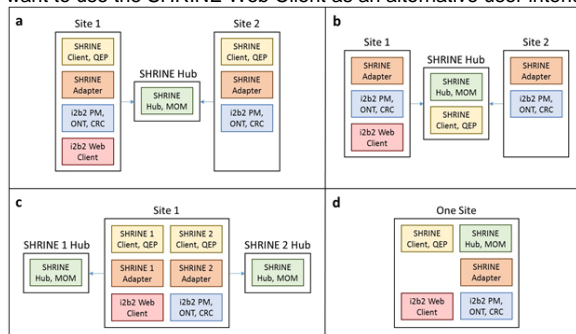 want to use the SHRINE Web Client as an alternative user
a
Site 1
Site 2
SHRINE
Client, QEP
SHRINE
Adapter
i2b2 PM,
ONT, CRC
i2b2 Web
Client
SHRINE Hub
SHRINE
Hub, MOM
SHRINE
Client, QEP
SHRINE
Adapter
i2b2 PM,
ONT, CRC
b
Site 1
Site 2
SHRINE
Adapter
i2b2 PM,
ONT, CRC
i2b2 Web
Client
SHRINE Hub
SHRINE
Hub, MOM
SHRINE
Client, QEP
SHRINE
Adapter
i2b2 PM,
ONT, CRC
c
Site 1
SHRINE 1 Hub
SHRINE
Hub, MOM
SHRINE 1
Client, QEP
SHRINE 2
Client, QEP
SHRINE 1
Adapter
SHRINE 2
Adapter
i2b2 Web
Client
i2b2 PM,
ONT, CRC
SHRINE 2 Hub
SHRINE
Hub, MOM
d
One Site
SHRINE
Client, QEP
SHRINE
Hub, MOM
SHRINE
Adapter
i2b2 Web
Client
i2b2 PM,
ONT, CRC